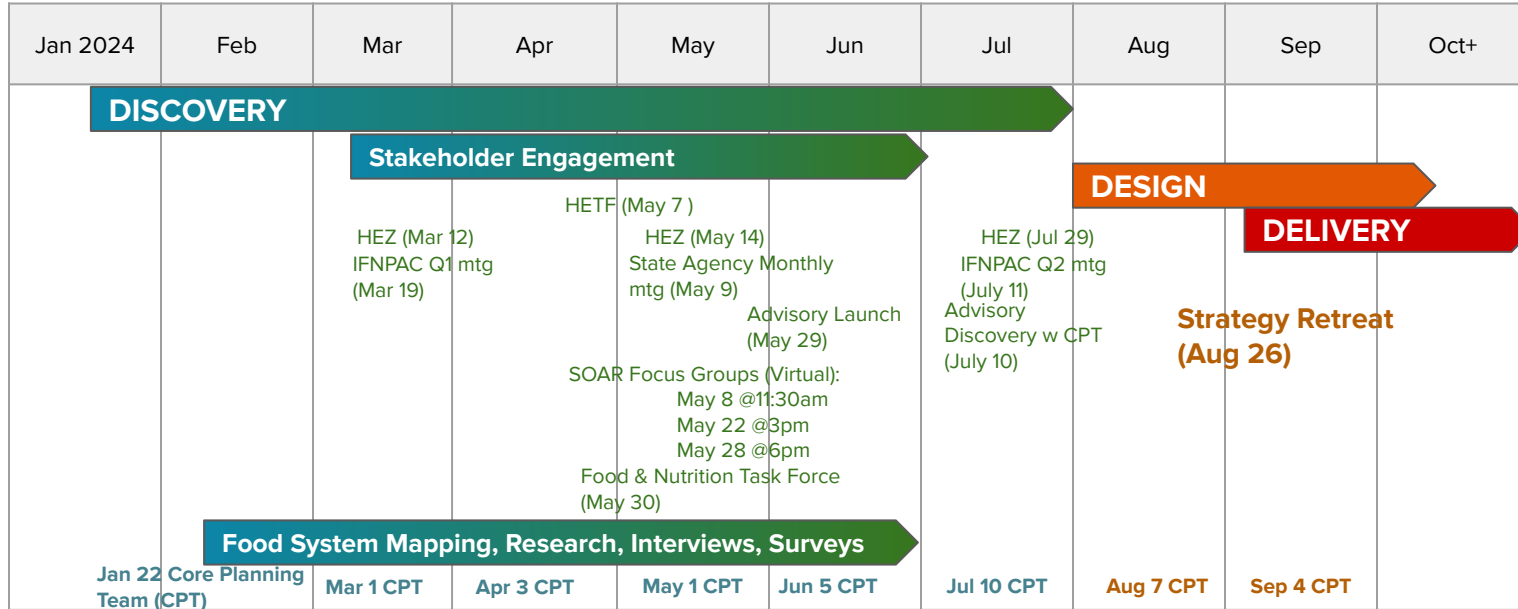 Jan 2024 Feb Mar Apr May Jun Jul Aug Sep Oct+
DISCOVERY
Stakeholder Engagement
DESIGN
DELIVERY
HETF (May 7 )
HEZ (Mar 12)
IFNPAC Q1 mtg
(Mar 19)
HEZ (May 14)
State Agency Monthly
mtg (May 9)
HEZ (Jul 29)
IFNPAC Q2 mtg
(July 11)
Advisory Launch
(May 29)
Advisory
Discovery w CPT
(July 10)
Strategy Retreat
(Aug 26)
SOAR Focus Groups (Virtual):
May 8 @11:30am
May 22 @3pm
May 28 @6pm
Food & Nutrition Task Force
(May 30)
Food System Mapping, Research, Interviews, Surveys
Jan 22 Core Planning
Team (CPT)
Mar 1 CPT
Apr 3 CPT
May 1 CPT
Jun 5 CPT
Jul 10 CPT
Aug 7 CPT
Sep 4 CPT